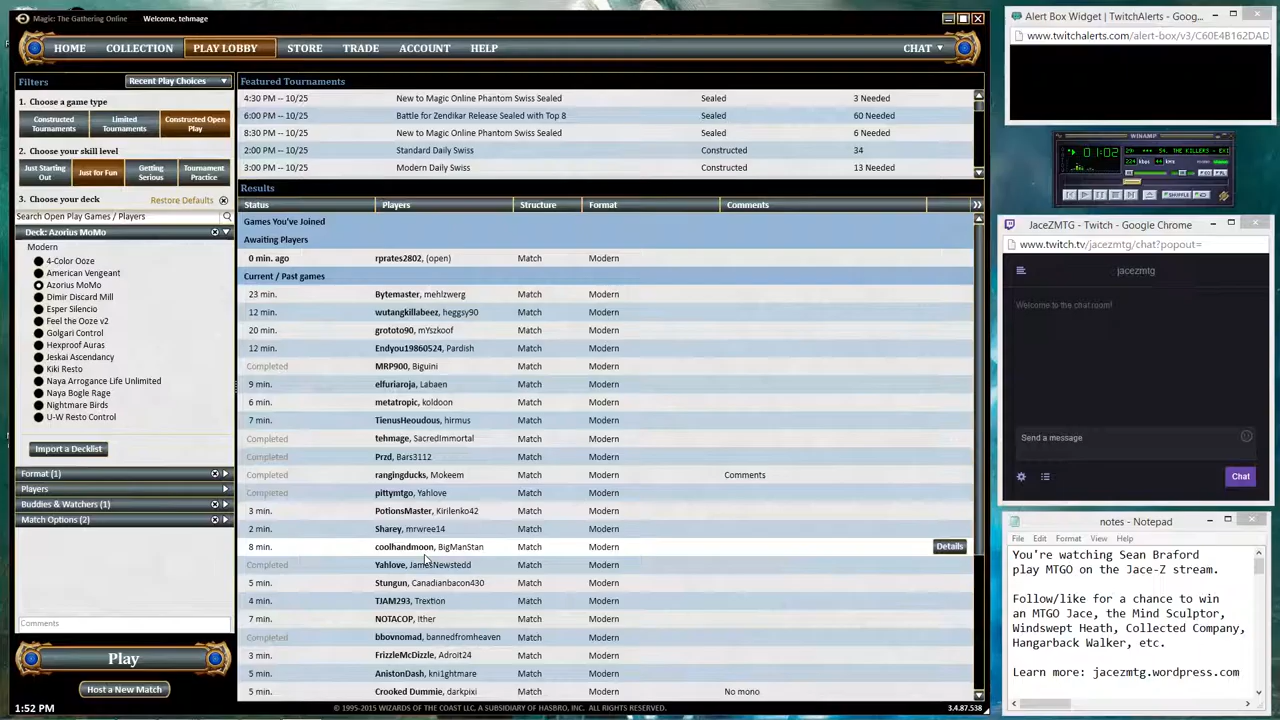 Magic: The Gathering Online Welcome, tehmage
HOME COLLECTION PLAY LOBBY STORE TRADE ACCOUNT HELP CHAT
Filters Recent Play Choices
1. Choose a game type
Constructed Tournaments Limited Tournaments Constructed Open Play
2. Choose your skill level
Just Starting Out Just for Fun Getting Serious Tournament Practice
3. Choose your deck Restore Defaults
Search Open Play Games / Players
Deck: Azorius MoMo
Modern
4-Color Ooze
American Vengeant
Azorius MoMo
Dimir Discard Mill
Esper Silencio
Feel the Ooze v2
Golgari Control
Hexproof Auras
Jeskai Ascendancy
Kiki Resto
Naya Arrogance Life Unlimited
Naya Bogle Rage
Nightmare Birds
U-W Resto Control
Import a Decklist
Format (1)
Players
Buddies & Watchers (1)
Match Options (2)
Comments
Play
Host a New Match
1:52 PM
Featured Tournaments
4:30 PM -- 10/25 New to Magic Online Phantom Swiss Sealed Sealed 3 Needed
6:00 PM -- 10/25 Battle for Zendikar Release Sealed with Top 8 Sealed 60 Needed
8:30 PM -- 10/25 New to Magic Online Phantom Swiss Sealed Sealed 6 Needed
2:00 PM -- 10/25 Standard Daily Swiss Constructed 34
3:00 PM -- 10/25 Modern Daily Swiss Constructed 13 Needed
Results
Status Players Structure Format Comments
Games You've Joined
Awaiting Players
0 min. ago rprates2802, (open) Match Modern
Current / Past games
23 min. Bytemaster, mehlzwerg Match Modern
12 min. wutangkillabeez, heggsy90 Match Modern
20 min. grototo90, mYszkoof Match Modern
12 min. Endyou19860524, Pardish Match Modern
Completed MRP900, Biguini Match Modern
9 min. elfuriaroja, Labaen Match Modern
6 min. metatropic, koldoon Match Modern
7 min. TienusHeoudous, hirmus Match Modern
Completed tehmage, SacredImmortal Match Modern
Completed Przd, Bars3112 Match Modern
Completed rangingducks, Mokeem Match Modern Comments
Completed pittymtgo, Yahlove Match Modern
3 min. PotionsMaster, Kirilenko42 Match Modern
2 min. Sharey, mrwree14 Match Modern
8 min. coolhandmoon, BigManStan Match Modern Details
Completed Yahlove, JamesNewstedd Match Modern
5 min. Stungun, Canadianbacon430 Match Modern
4 min. TJAM293, Trextion Match Modern
7 min. NOTACOP, Ither Match Modern
Completed bbovnomad, bannedfromheaven Match Modern
3 min. FrizzleMcDizzle, Adroit24 Match Modern
5 min. AnistonDash, kni1ghtmare Match Modern
5 min. Crooked Dummie, darkpixi Match Modern No mono
© 1995-2015 WIZARDS OF THE COAST LLC, A SUBSIDIARY OF HASBRO, INC. ALL RIGHTS RESERVED. 3.4.87.538
Alert Box Widget | TwitchAlerts - Goog...
www.twitchalerts.com/alert-box/v3/C60E4B162DAD
WINAMP
01:02
JaceZMTG - Twitch - Google Chrome
www.twitch.tv/jacezmtg/chat?popout=
jacezmtg
Welcome to the chat room!
Send a message
Chat
notes - Notepad
File Edit Format View Help
You're watching Sean Braford
play MTGO on the Jace-Z stream.
Follow/like for a chance to win
an MTGO Jace, the Mind Sculptor,
Windswept Heath, Collected Company,
Hangarback Walker, etc.
Learn more: jacezmtg.wordpress.com